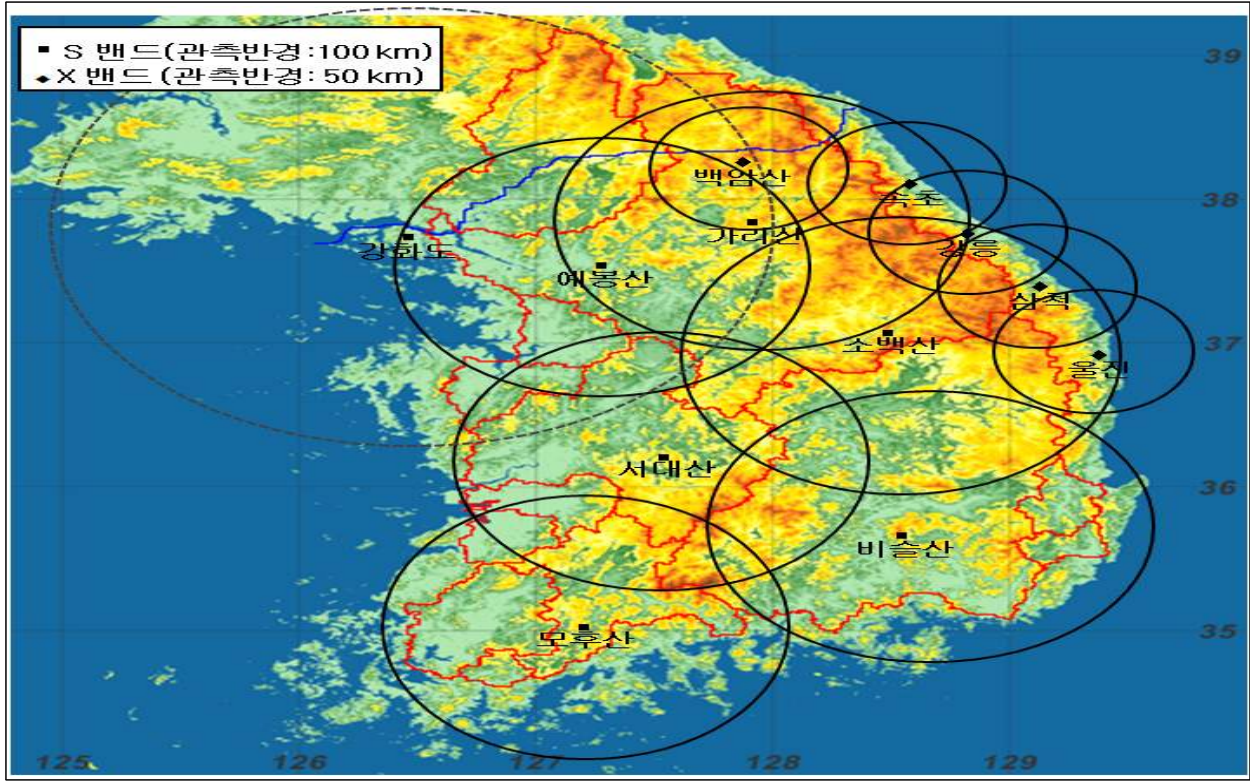 S 밴드(관측반경:100 km)
X 밴드(관측반경: 50 km)
39
백암산
속초
38
강화도
가리산
강릉
예봉산
삼척
소백산
37
울진
서대산
36
비슬산
모후산
35
125
126
127
128
129